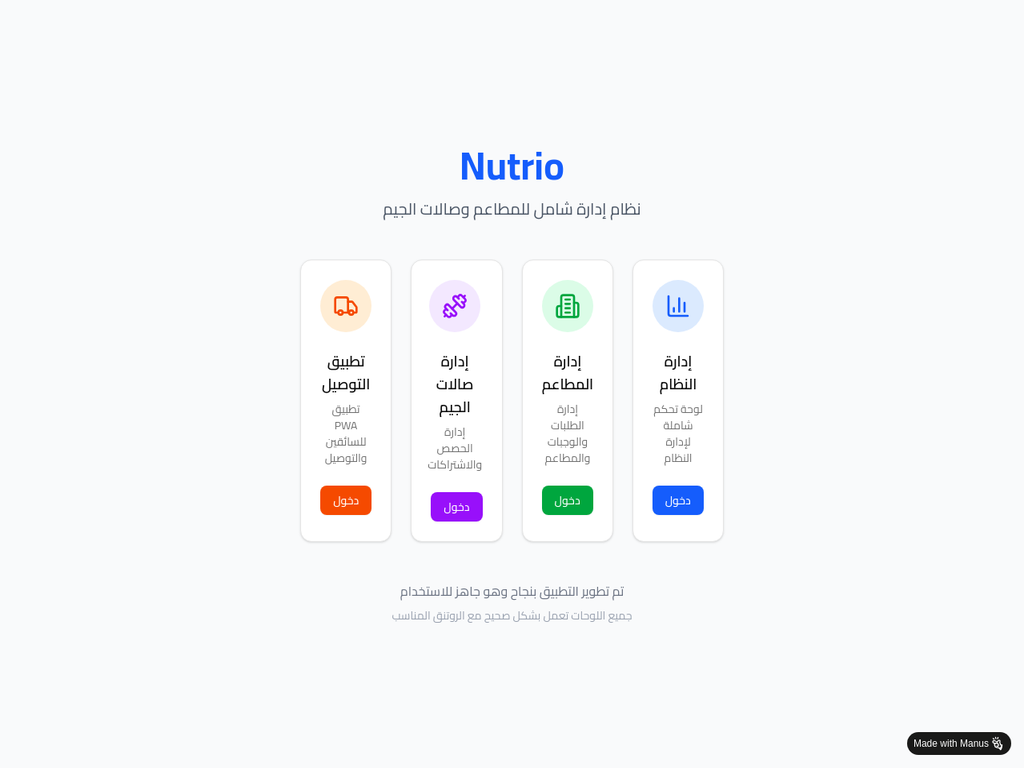 Nutrio
نظام إدارة شامل للمطاعم وصالات الجيم
إدارة
النظام
لوحة تحكم
شاملة
لإدارة
النظام
دخول
إدارة
المطاعم
إدارة
الطلبات
والوجبات
والمطاعم
دخول
إدارة
صالات
الجيم
إدارة
الحصص
والاشتراكات
دخول
تطبيق
التوصيل
تطبيق
PWA
للسائقين
والتوصيل
دخول
تم تطوير التطبيق بنجاح وهو جاهز للاستخدام
جميع اللوحات تعمل بشكل صحيح مع الروتنق المناسب
Made with Manus